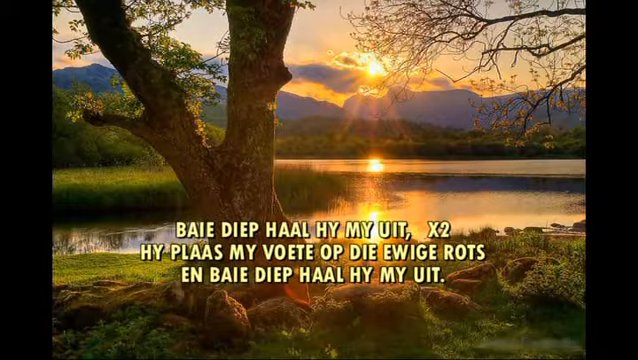 BAIE DIEP HAAL HY MY UIT, X2
HY PLAAS MY VOETE OP DIE EWIGE ROTS
EN BAIE DIEP HAAL HY MY UIT.